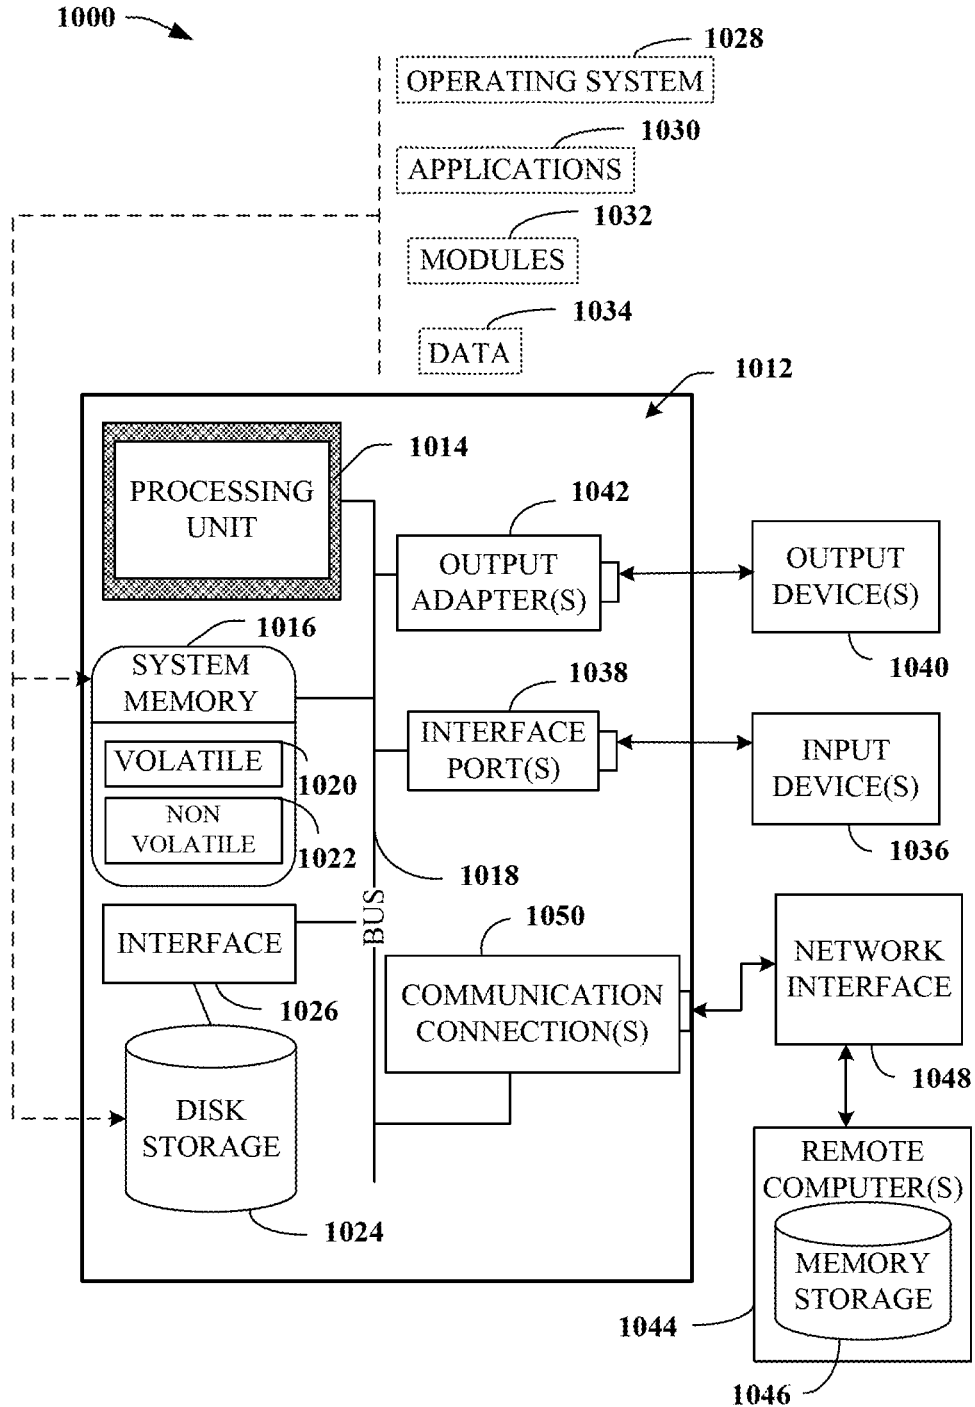 1000
1028
OPERATING SYSTEM
1030
APPLICATIONS
1032
MODULES
1034
DATA
1012
1014
PROCESSING
UNIT
1042
OUTPUT
ADAPTER(S)
OUTPUT
DEVICE(S)
1040
1016
SYSTEM
MEMORY
1038
INTERFACE
PORT(S)
INPUT
DEVICE(S)
1036
VOLATILE
1020
NON
VOLATILE
1022
1018
BUS
INTERFACE
1026
1050
COMMUNICATION
CONNECTION(S)
NETWORK
INTERFACE
1048
DISK
STORAGE
1024
REMOTE
COMPUTER(S)
MEMORY
STORAGE
1044
1046